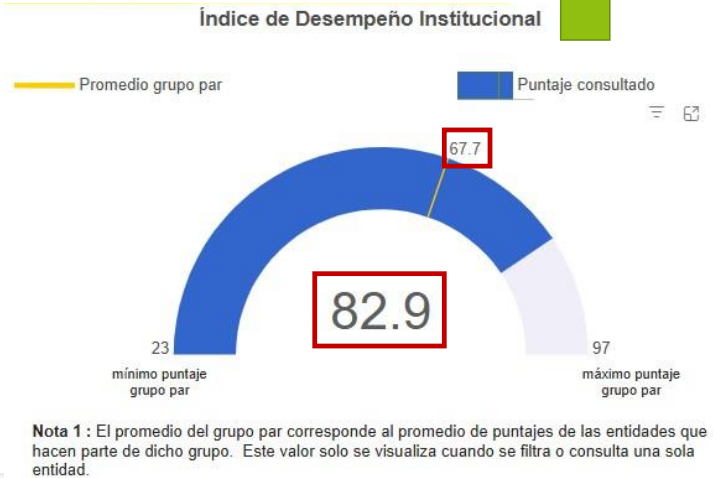 Índice de Desempeño Institucional
Promedio grupo par
Puntaje consultado
67.7
82.9
23
97
mínimo puntaje
grupo par
máximo puntaje
grupo par
Nota 1 : El promedio del grupo par corresponde al promedio de puntajes de las entidades que
hacen parte de dicho grupo. Este valor solo se visualiza cuando se filtra o consulta una sola
entidad.